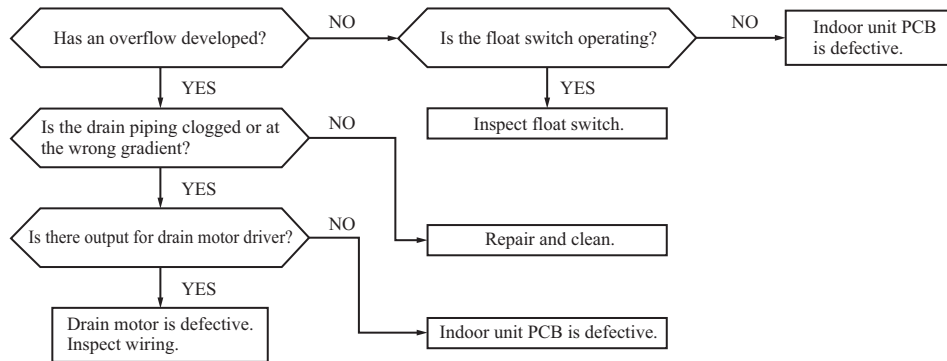 Has an overflow developed?
NO
Is the float switch operating?
NO
Indoor unit PCB
is defective.
YES
YES
Inspect float switch.
Is the drain piping clogged or at
the wrong gradient?
NO
YES
Repair and clean.
Is there output for drain motor driver?
NO
YES
Drain motor is defective.
Inspect wiring.
Indoor unit PCB is defective.